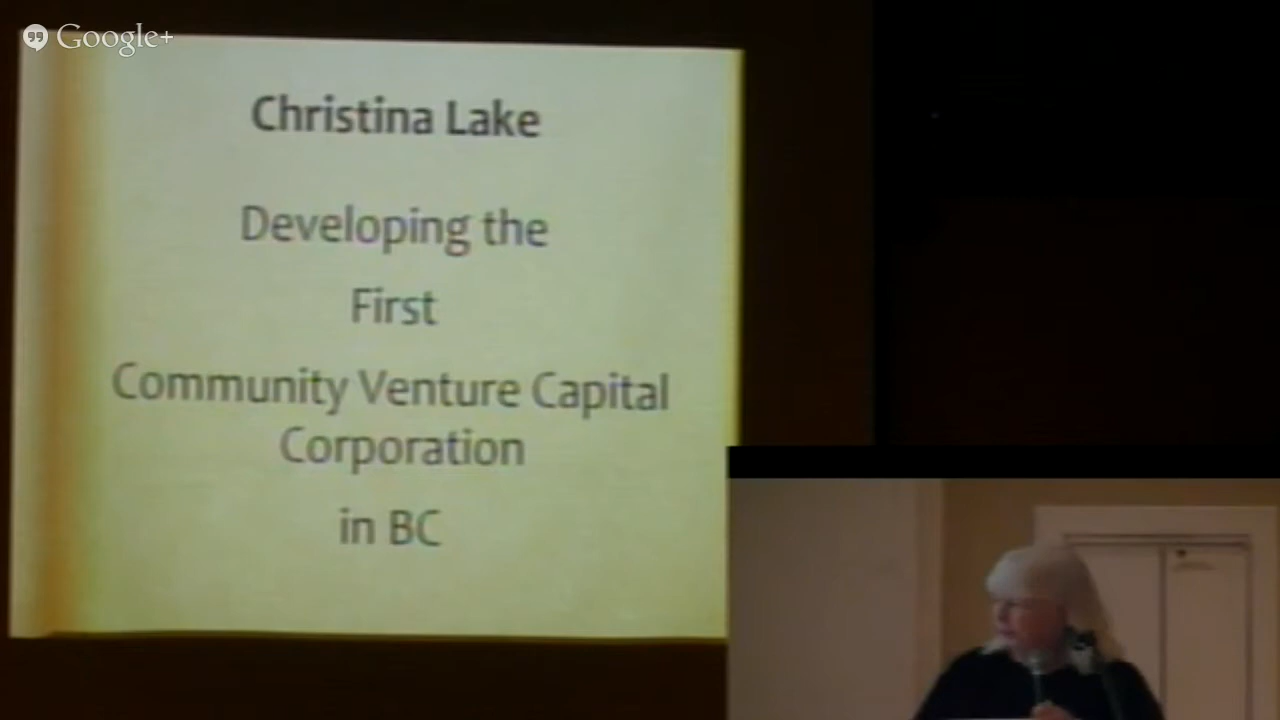 Google+
Christina Lake
Developing the
First
Community Venture Capital
Corporation
in BC